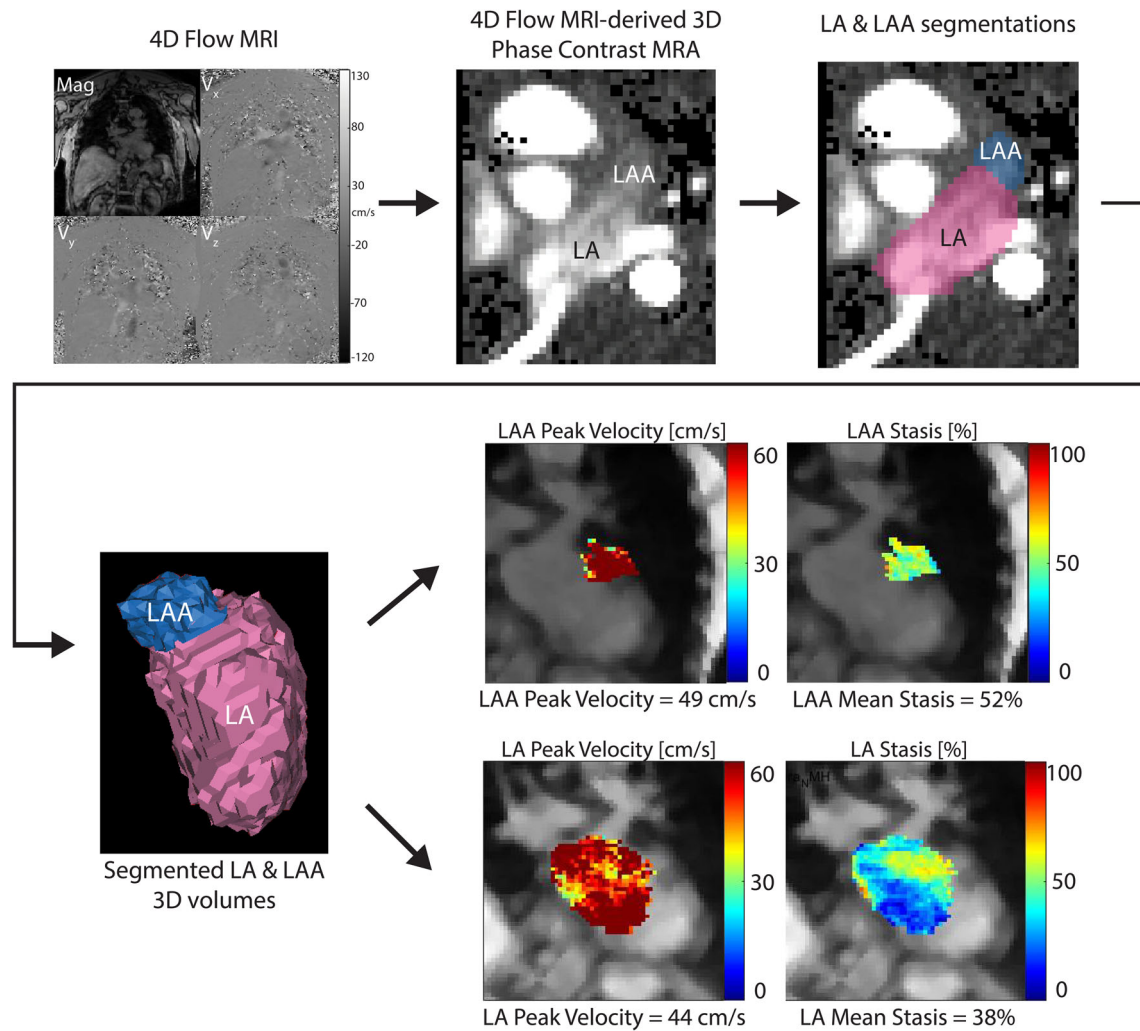 4D Flow MRI
4D Flow MRI-derived 3D
Phase Contrast MRA
LA & LAA segmentations
Mag
Vx
Vy
Vz
130
80
30
cm/s
-20
-70
-120
LAA
LA
LAA
LA
LAA
LA
Segmented LA & LAA
3D volumes
LAA Peak Velocity [cm/s]
60
30
0
LAA Peak Velocity = 49 cm/s
LAA Stasis [%]
100
50
0
LAA Mean Stasis = 52%
LA Peak Velocity [cm/s]
60
30
0
LA Peak Velocity = 44 cm/s
LA Stasis [%]
100
50
0
LA Mean Stasis = 38%